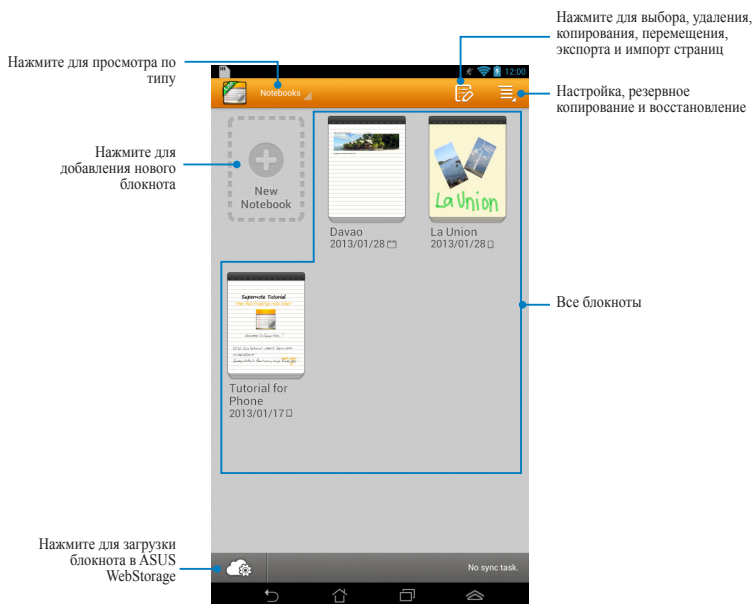 Нажмите для выбора, удаления,
копирования, перемещения,
экспорта и импорт страниц
Нажмите для просмотра по
типу
12:00
Notebooks
Настройка, резервное
копирование и восстановление
Нажмите для
добавления нового
блокнота
New
Notebook
La Union
Davao
2013/01/28
La Union
2013/01/28
Все блокноты
Supernote Tutorial
Tutorial for
Phone
2013/01/17
Нажмите для загрузки
блокнота в ASUS
WebStorage
No sync task.